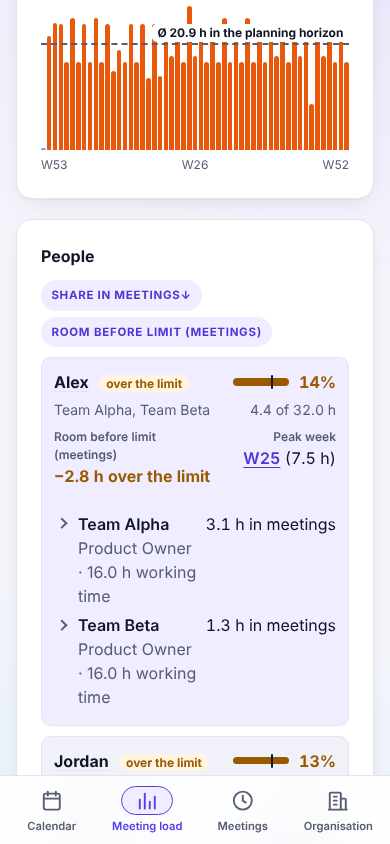 Ø 20.9 h in the planning horizon
W53 W26 W52
People
SHARE IN MEETINGS↓
ROOM BEFORE LIMIT (MEETINGS)
Alex over the limit 14%
Team Alpha, Team Beta 4.4 of 32.0 h
Room before limit Peak week
(meetings) W25 (7.5 h)
−2.8 h over the limit
Team Alpha 3.1 h in meetings
Product Owner
· 16.0 h working
time
Team Beta 1.3 h in meetings
Product Owner
· 16.0 h working
time
Jordan over the limit 13%
Calendar Meeting load Meetings Organisation